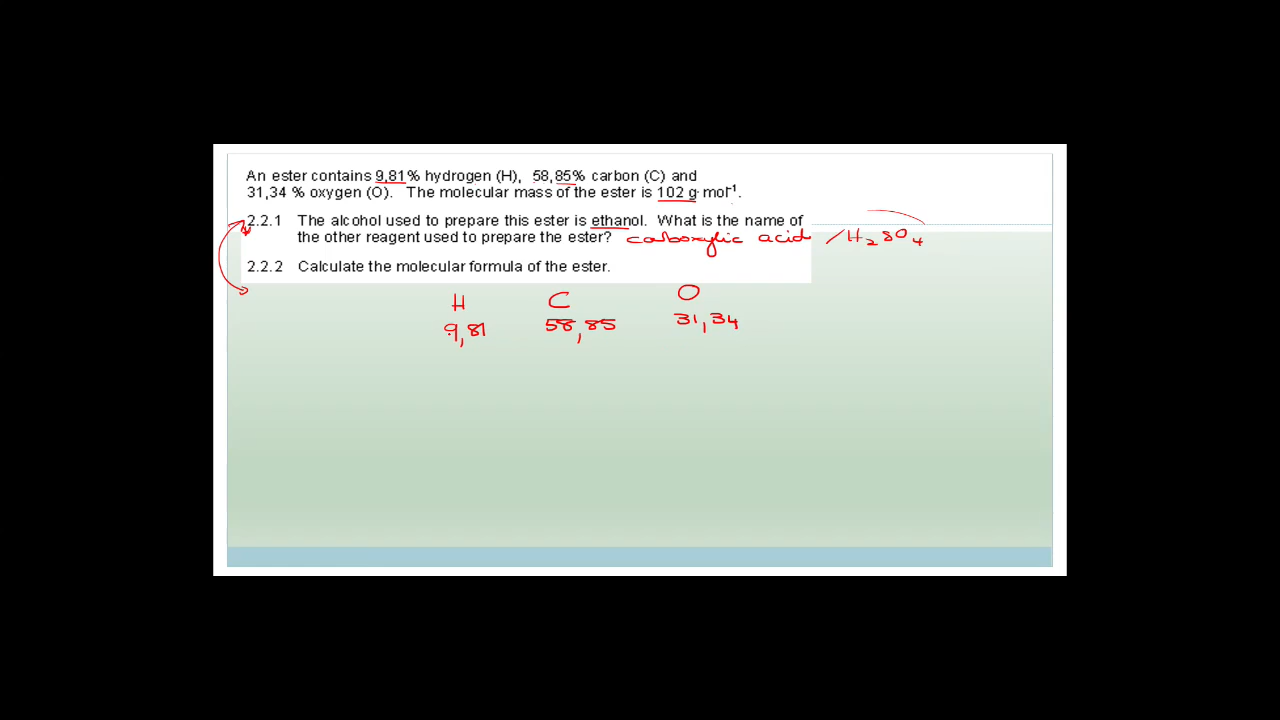 An ester contains 9,81% hydrogen (H), 58,85% carbon (C) and
31,34 % oxygen (O). The molecular mass of the ester is 102 g·mol⁻¹.
2.2.1 The alcohol used to prepare this ester is ethanol. What is the name of
the other reagent used to prepare the ester? carboxylic acid / H₂SO₄
2.2.2 Calculate the molecular formula of the ester.
H C O
9,81 58,85 31,34